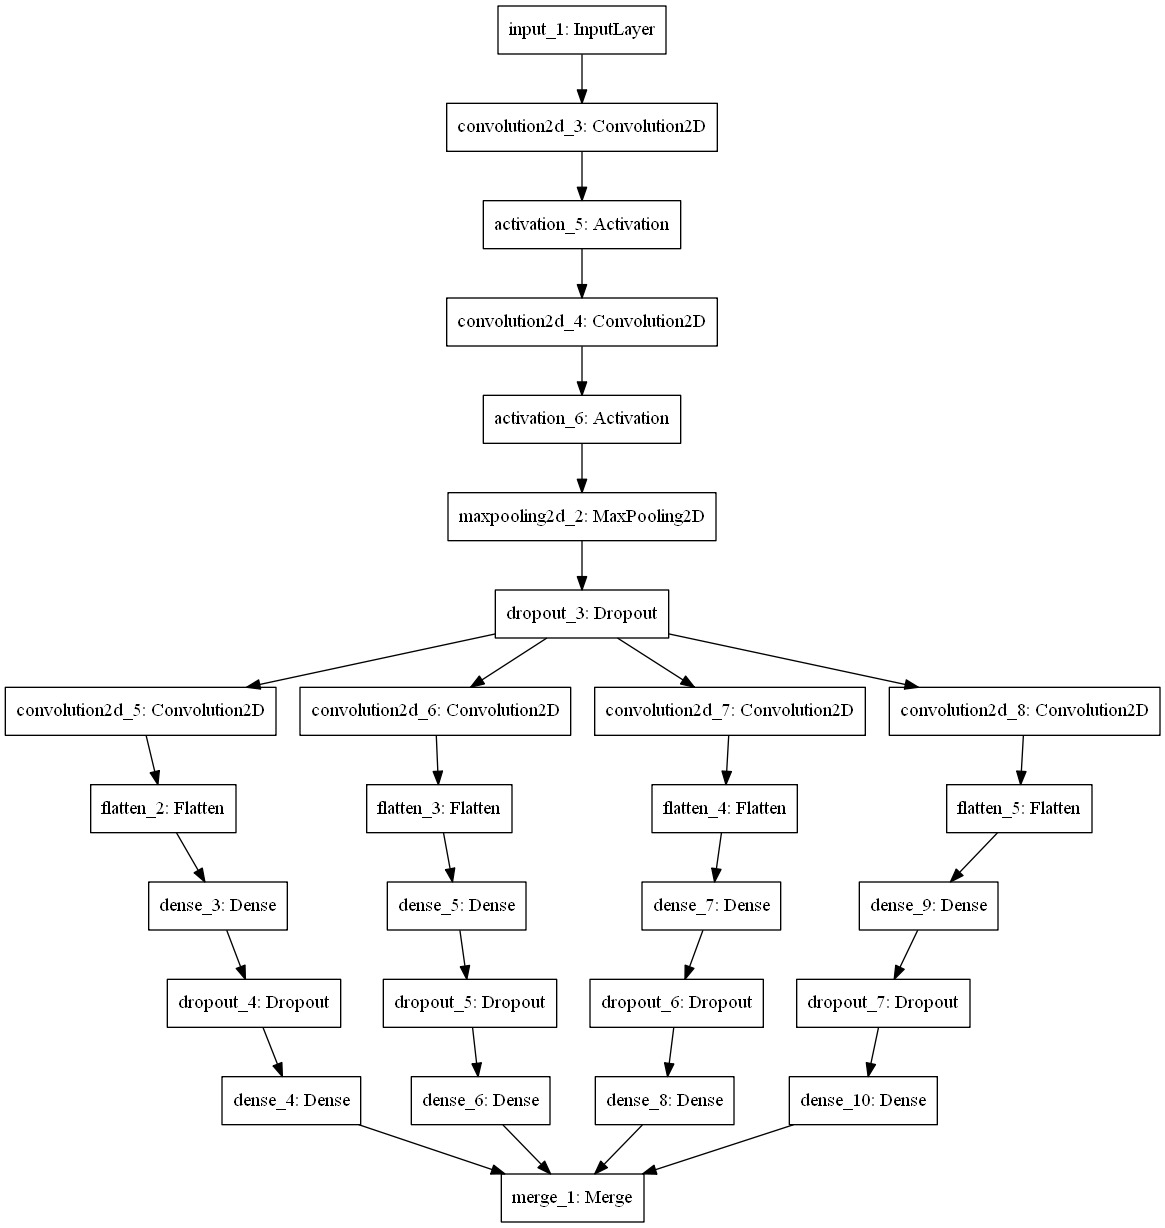 input_1: InputLayer
convolution2d_3: Convolution2D
activation_5: Activation
convolution2d_4: Convolution2D
activation_6: Activation
maxpooling2d_2: MaxPooling2D
dropout_3: Dropout
convolution2d_5: Convolution2D
convolution2d_6: Convolution2D
convolution2d_7: Convolution2D
convolution2d_8: Convolution2D
flatten_2: Flatten
flatten_3: Flatten
flatten_4: Flatten
flatten_5: Flatten
dense_3: Dense
dense_5: Dense
dense_7: Dense
dense_9: Dense
dropout_4: Dropout
dropout_5: Dropout
dropout_6: Dropout
dropout_7: Dropout
dense_4: Dense
dense_6: Dense
dense_8: Dense
dense_10: Dense
merge_1: Merge